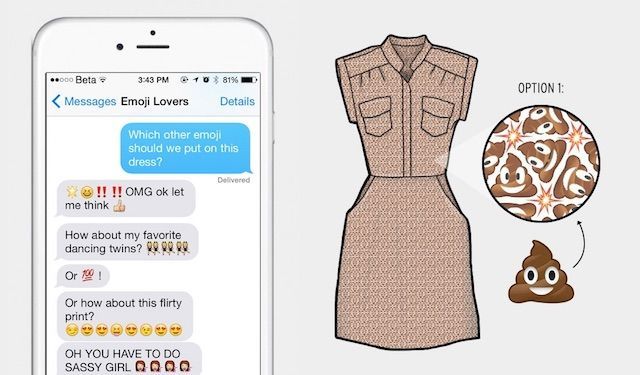 Beta 3:43 PM 81%
Messages Emoji Lovers Details
Which other emoji
should we put on this
dress?
Delivered
🌟😄‼️‼️OMG ok let
me think 👍
How about my favorite
dancing twins? 👯👯👯👯
Or 💯 !
Or how about this flirty
print?
😏😍😍😝😍😉😍😍
OH YOU HAVE TO DO
SASSY GIRL 💁💁💁💁
OPTION 1: